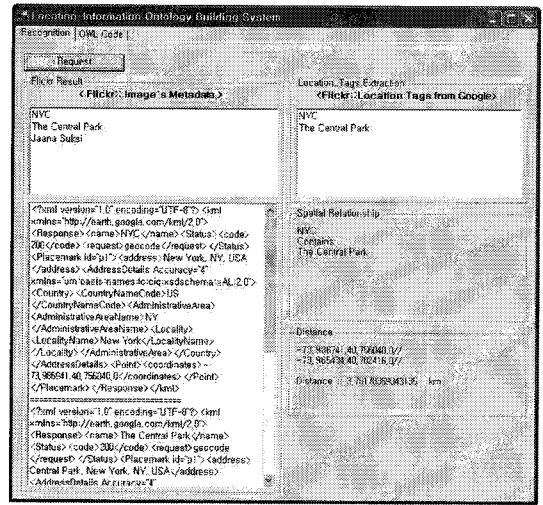 Location Information Ontology Building System
Recognition OWL Code
Request
Flickr Result
< Flickr:: Image's Metadata >
NYC
The Central Park
Jaana Suksi
<?xml version="1.0" encoding="UTF-8"?> <kml
xmlns="http://earth.google.com/kml/2.0">
<Response> <name>NYC </name> <Status> <code>
200</code> <request>geocode</request> </Status>
<Placemark id="p1"> <address> New York, NY, USA
</address> <AddressDetails Accuracy="4"
xmlns="urn:oasis:names:tc:ciq:xsdschema:xAL:2.0">
<Country> <CountryNameCode>US
</CountryNameCode> <AdministrativeArea>
<AdministrativeAreaName> NY
</AdministrativeAreaName> <Locality>
<LocalityName> New York </LocalityName>
</Locality> </AdministrativeArea> </Country>
</AddressDetails> <Point> <coordinates> -
</coordinates> </Point>
</Placemark> </Response> </kml>
================================
<?xml version="1.0" encoding="UTF-8"?> <kml
xmlns="http://earth.google.com/kml/2.0">
<Response> <name> The Central Park </name>
<Status> <code> 200</code> <request>geocode
</request> </Status> <Placemark id="p1"> <address>
Central Park, New York, NY, USA </address>
<AddressDetails Accuracy="4"
Location Tags Extraction
<Flickr::Location Tags from Google>
NYC
The Central Park
Spatial Relationship
NYC
Contains
The Central Park
Distance
Distance : km